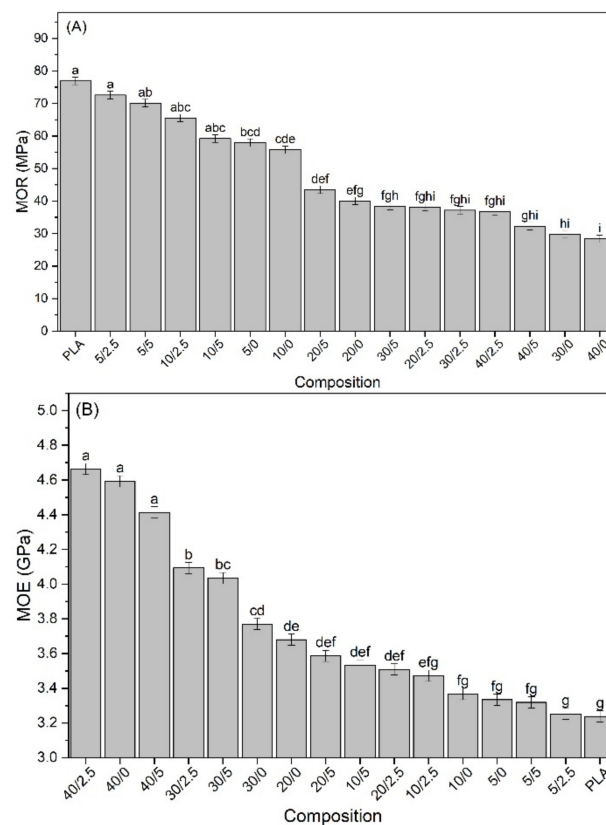 (A)
90
80
70
60
50
40
30
20
10
0
MOR (MPa)
a
a
ab
abc
abc
bcd
cde
def
efg
fgh
fghi
fghi
fghi
ghi
hi
i
PLA
5/2.5
5/5
10/2.5
10/5
5/0
10/0
20/5
20/0
30/5
20/2.5
30/2.5
40/2.5
40/5
30/0
40/0
Composition
(B)
5.0
4.8
4.6
4.4
4.2
4.0
3.8
3.6
3.4
3.2
3.0
MOE (GPa)
a
a
a
b
bc
cd
de
def
def
def
efg
fg
fg
fg
g
g
40/2.5
40/0
40/5
30/2.5
30/5
30/0
20/0
20/5
10/5
20/2.5
10/2.5
10/0
5/0
5/5
5/2.5
PLA
Composition